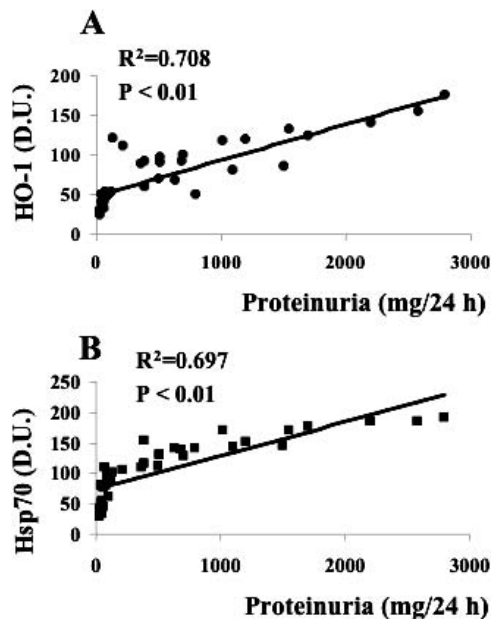 A
R²=0.708
P < 0.01
HO-1 (D.U.)
200
150
100
50
0
0 1000 2000 3000
Proteinuria (mg/24 h)
B
R²=0.697
P < 0.01
Hsp70 (D.U.)
250
200
150
100
50
0
0 1000 2000 3000
Proteinuria (mg/24 h)